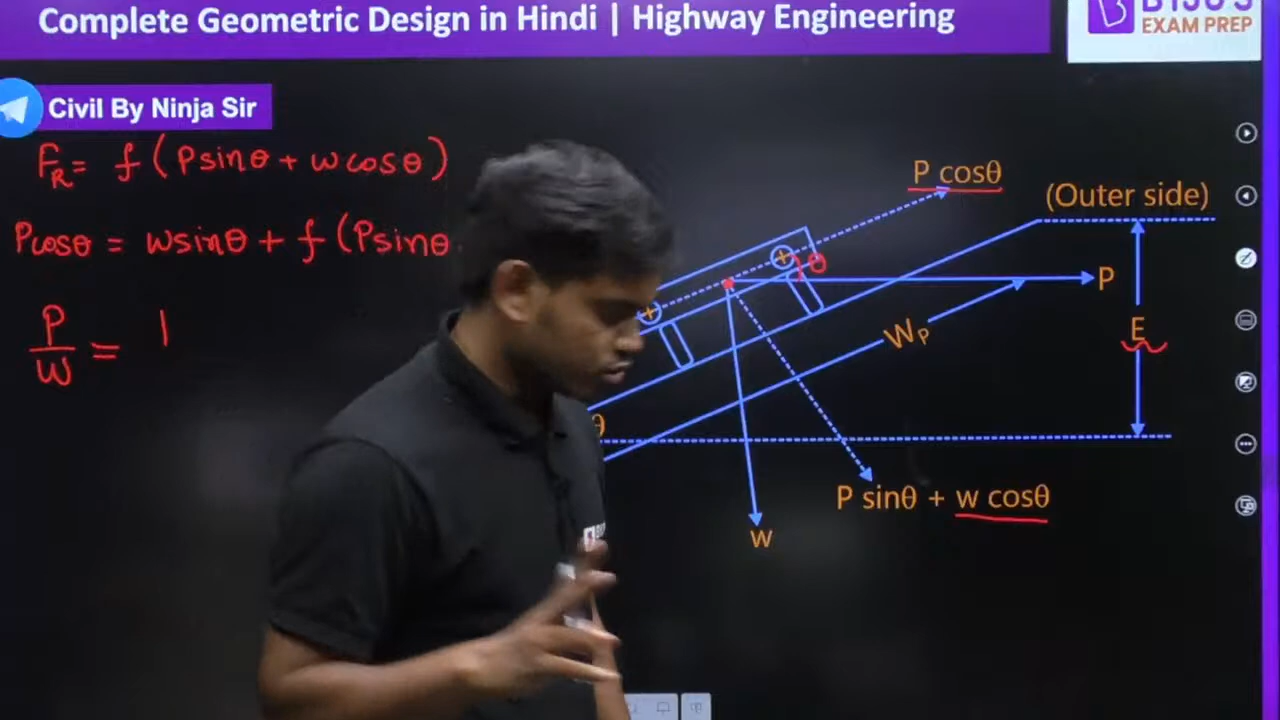 Complete Geometric Design in Hindi | Highway Engineering
BYJU'S
EXAM PREP
Civil By Ninja Sir
F_R = f (Psinθ + wcosθ)
Pcosθ = wsinθ + f (Psinθ
P/W = 1
P cosθ
(Outer side)
θ
P
W_P
E
θ
P sinθ + w cosθ
w